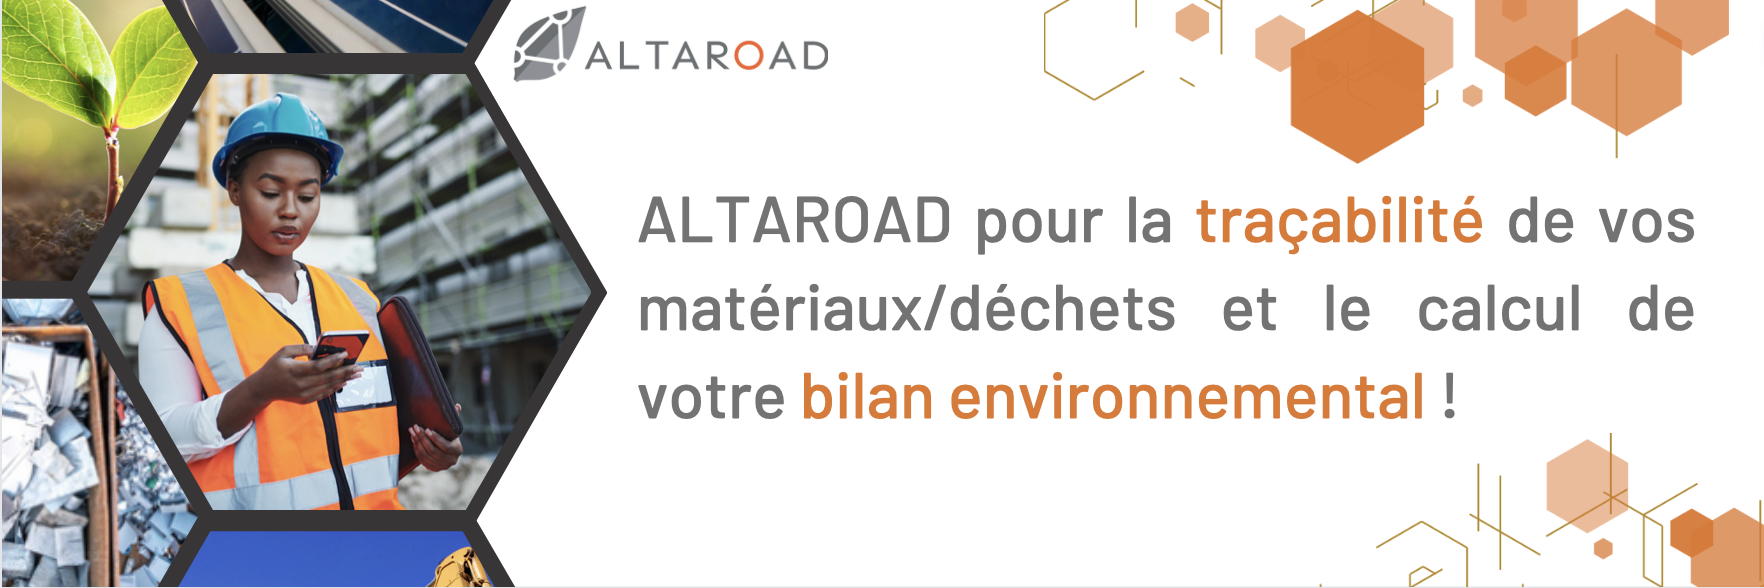 ALTAROAD
ALTAROAD pour la traçabilité de vos
matériaux/déchets et le calcul de
votre bilan environnemental !